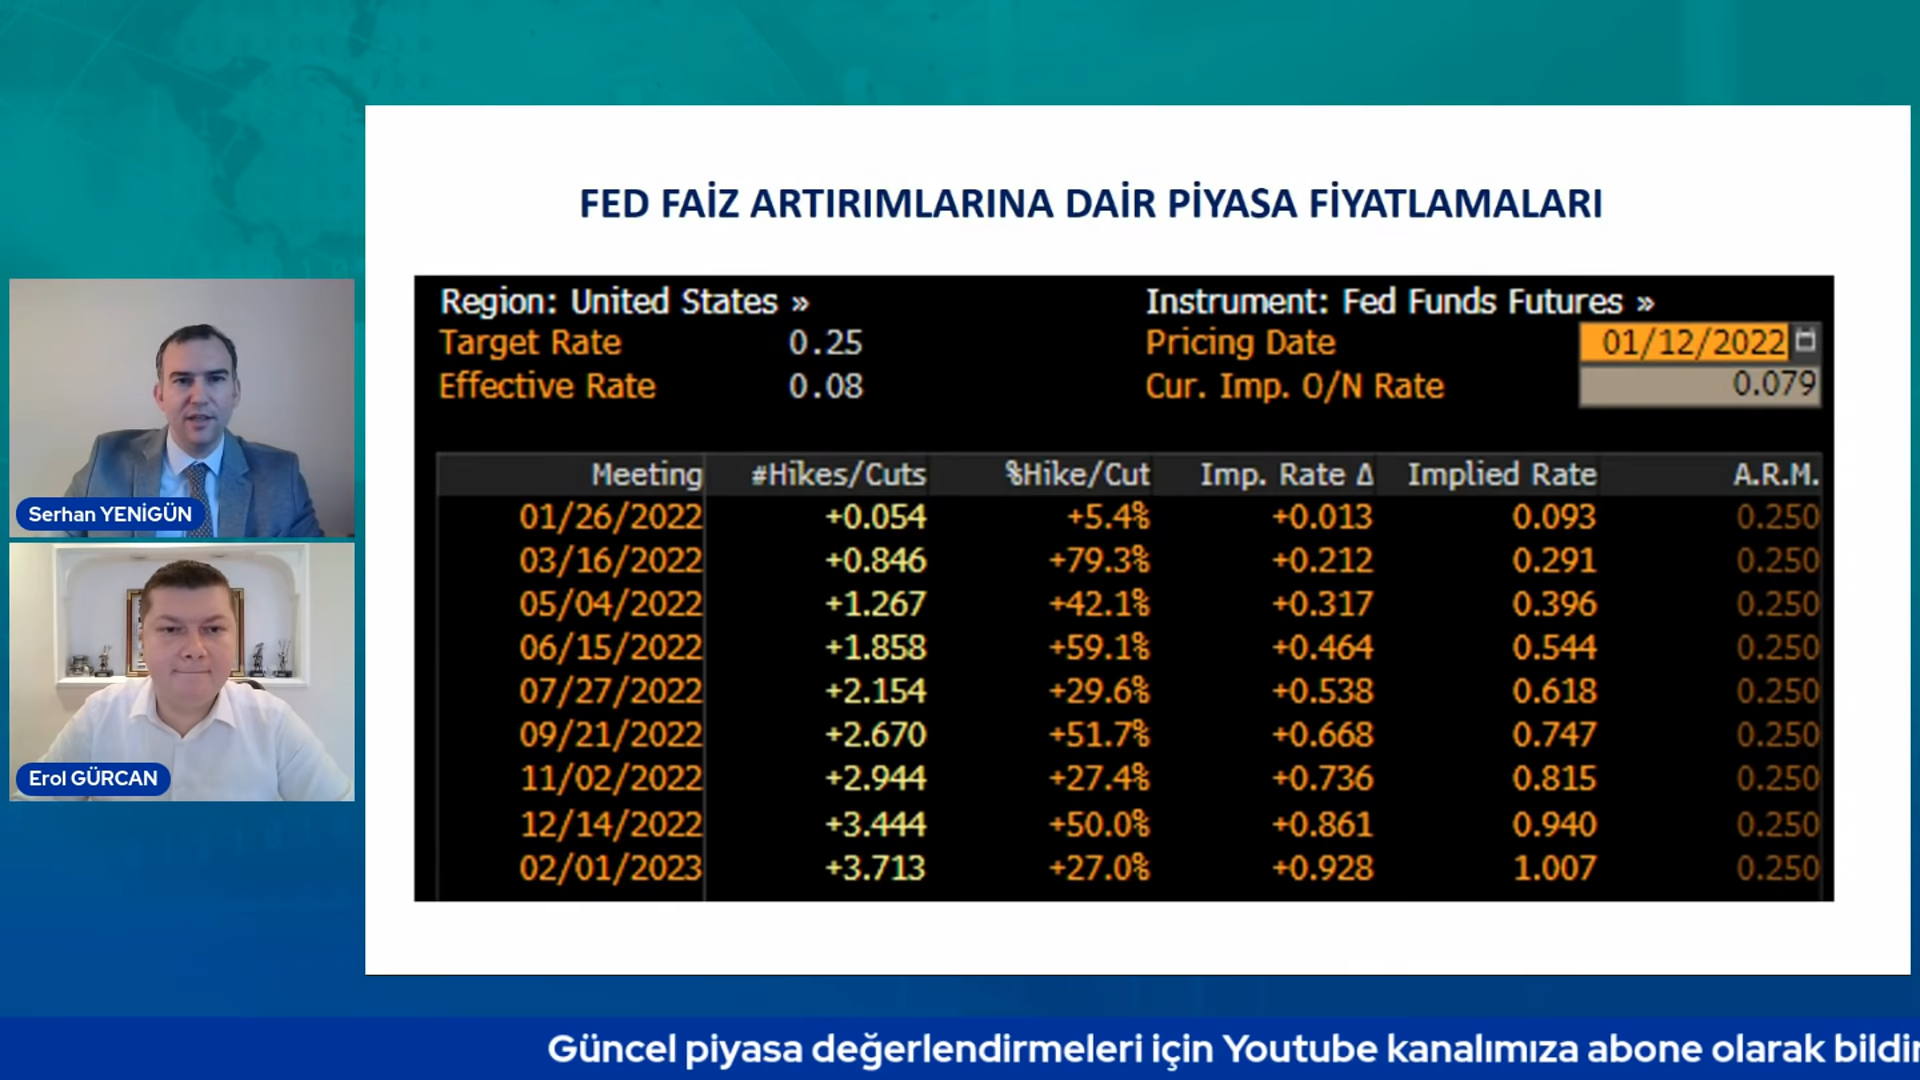 FED FAİZ ARTIRIMLARINA DAİR PİYASA FİYATLAMALARI
Region: United States » Instrument: Fed Funds Futures »
Target Rate 0.25 Pricing Date 01/12/2022
Effective Rate 0.08 Cur. Imp. O/N Rate 0.079
Meeting #Hikes/Cuts %Hike/Cut Imp. Rate Δ Implied Rate A.R.M.
01/26/2022 +0.054 +5.4% +0.013 0.093 0.250
03/16/2022 +0.846 +79.3% +0.212 0.291 0.250
05/04/2022 +1.267 +42.1% +0.317 0.396 0.250
06/15/2022 +1.858 +59.1% +0.464 0.544 0.250
07/27/2022 +2.154 +29.6% +0.538 0.618 0.250
09/21/2022 +2.670 +51.7% +0.668 0.747 0.250
11/02/2022 +2.944 +27.4% +0.736 0.815 0.250
12/14/2022 +3.444 +50.0% +0.861 0.940 0.250
02/01/2023 +3.713 +27.0% +0.928 1.007 0.250
Serhan YENİGÜN
Erol GÜRCAN
Güncel piyasa değerlendirmeleri için Youtube kanalımıza abone olarak bildir